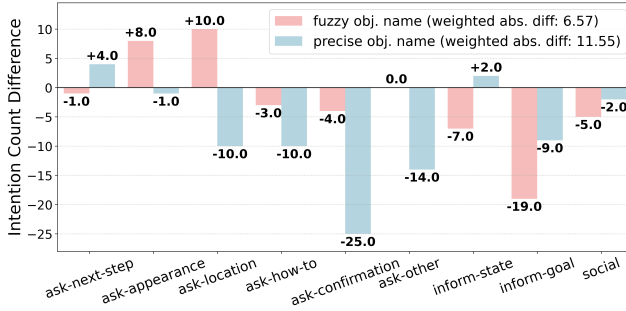 fuzzy obj. name (weighted abs. diff: 6.57)
precise obj. name (weighted abs. diff: 11.55)
Intention Count Difference
10
5
0
−5
−10
−15
−20
−25
-1.0
+4.0
+8.0
-1.0
+10.0
-10.0
-3.0
-10.0
-4.0
-25.0
0.0
-14.0
-7.0
+2.0
-19.0
-9.0
-5.0
-2.0
ask-next-step
ask-appearance
ask-location
ask-how-to
ask-confirmation
ask-other
inform-state
inform-goal
social